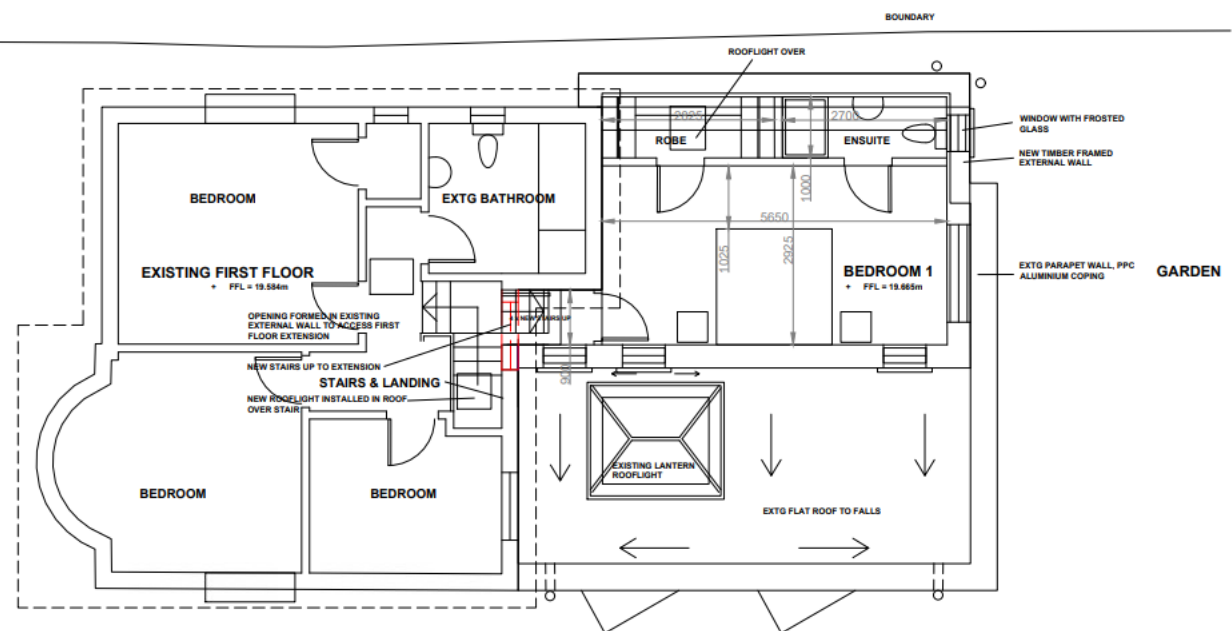 BOUNDARY
ROOFLIGHT OVER
2025
2700
WINDOW WITH FROSTED
GLASS
ROBE
ENSUITE
NEW TIMBER FRAMED
EXTERNAL WALL
1000
BEDROOM
EXTG BATHROOM
5650
1025
2925
EXISTING FIRST FLOOR
+ FFL = 19.584m
BEDROOM 1
+ FFL = 19.665m
EXTG PARAPET WALL, PPC
ALUMINIUM COPING
GARDEN
OPENING FORMED IN EXISTING
EXTERNAL WALL TO ACCESS FIRST
FLOOR EXTENSION
NEW STAIRS UP
NEW STAIRS UP TO EXTENSION
900
STAIRS & LANDING
NEW ROOFLIGHT INSTALLED IN ROOF
OVER STAIR
EXISTING LANTERN
ROOFLIGHT
BEDROOM
BEDROOM
EXTG FLAT ROOF TO FALLS